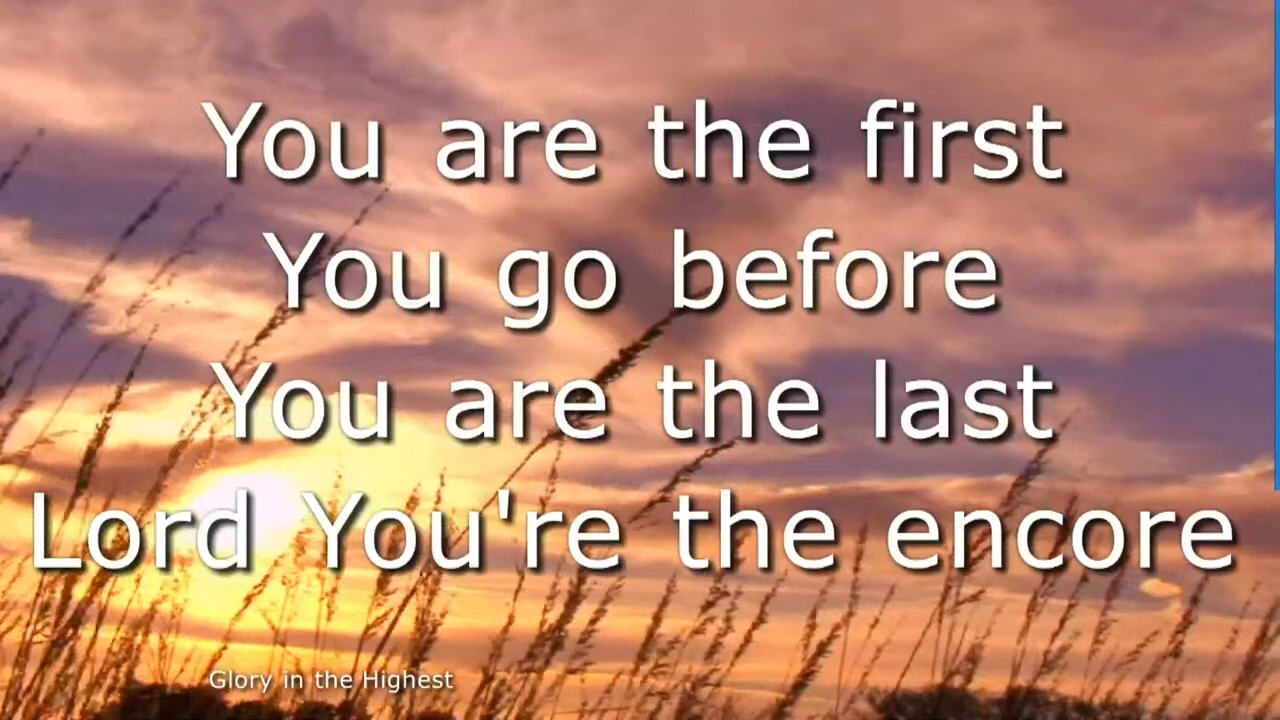 You are the first
You go before
You are the last
Lord You're the encore
Glory in the Highest